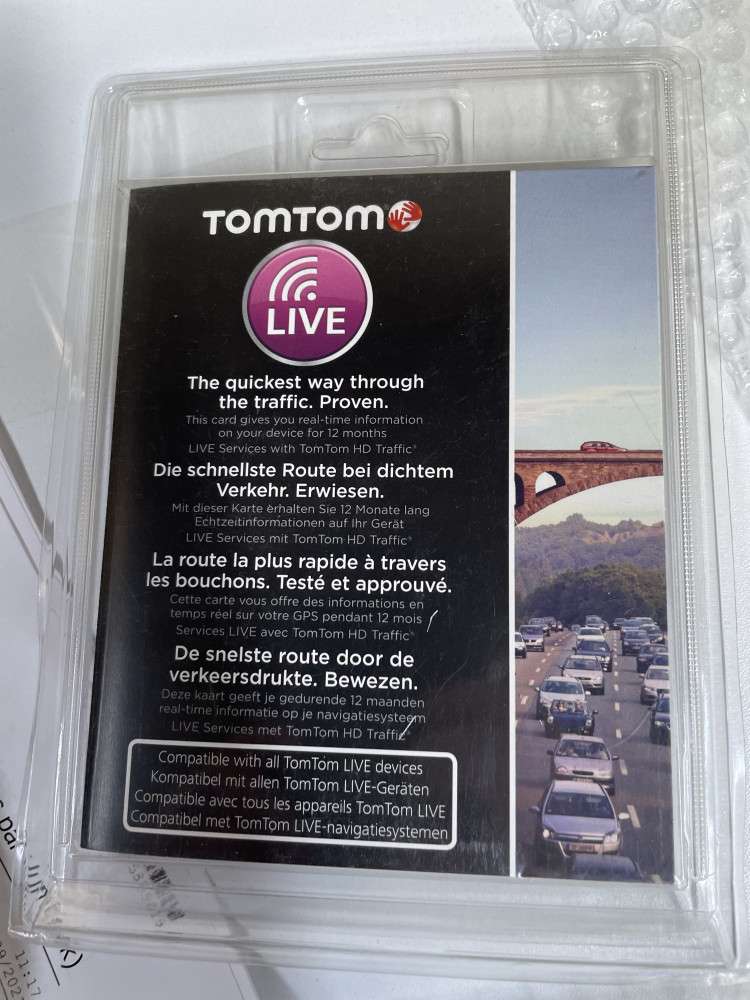 TOMTOM
LIVE
The quickest way through
the traffic. Proven.
This card gives you real-time information
on your device for 12 months
LIVE Services with TomTom HD Traffic®
Die schnellste Route bei dichtem
Verkehr. Erwiesen.
Mit dieser Karte erhalten Sie 12 Monate lang
Echtzeitinformationen auf Ihr Gerät
LIVE Services mit TomTom HD Traffic®
La route la plus rapide à travers
les bouchons. Testé et approuvé.
Cette carte vous offre des informations en
temps réel sur votre GPS pendant 12 mois
Services LIVE avec TomTom HD Traffic®
De snelste route door de
verkeersdrukte. Bewezen.
Deze kaart geeft je gedurende 12 maanden
real-time informatie op je navigatiesysteem
LIVE Services met TomTom HD Traffic
Compatible with all TomTom LIVE devices
Kompatibel mit allen TomTom LIVE-Geräten
Compatible avec tous les appareils TomTom LIVE
Compatibel met TomTom LIVE-navigatiesystemen
11:17